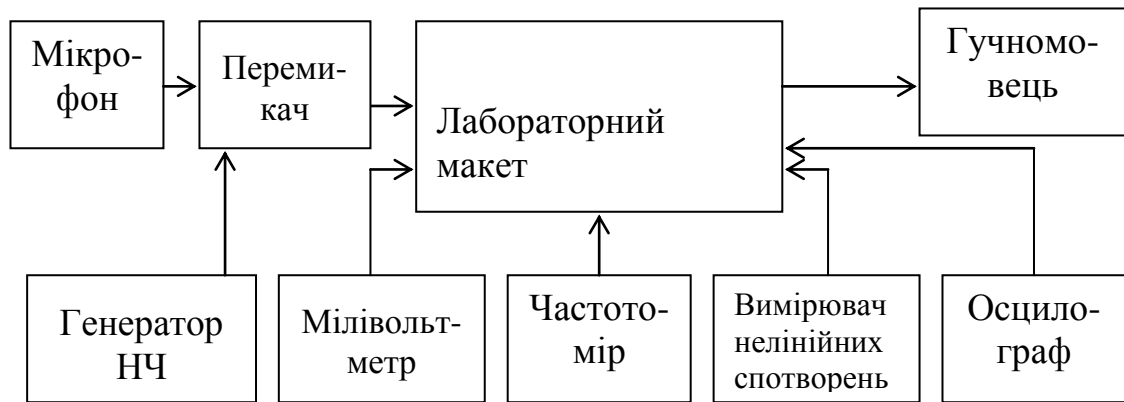 Мікро-
фон
Переми-
кач
Лабораторний
макет
Гучномо-
вець
Генератор
НЧ
Мілівольт-
метр
Частото-
мір
Вимірювач
нелінійних
спотворень
Осцило-
граф